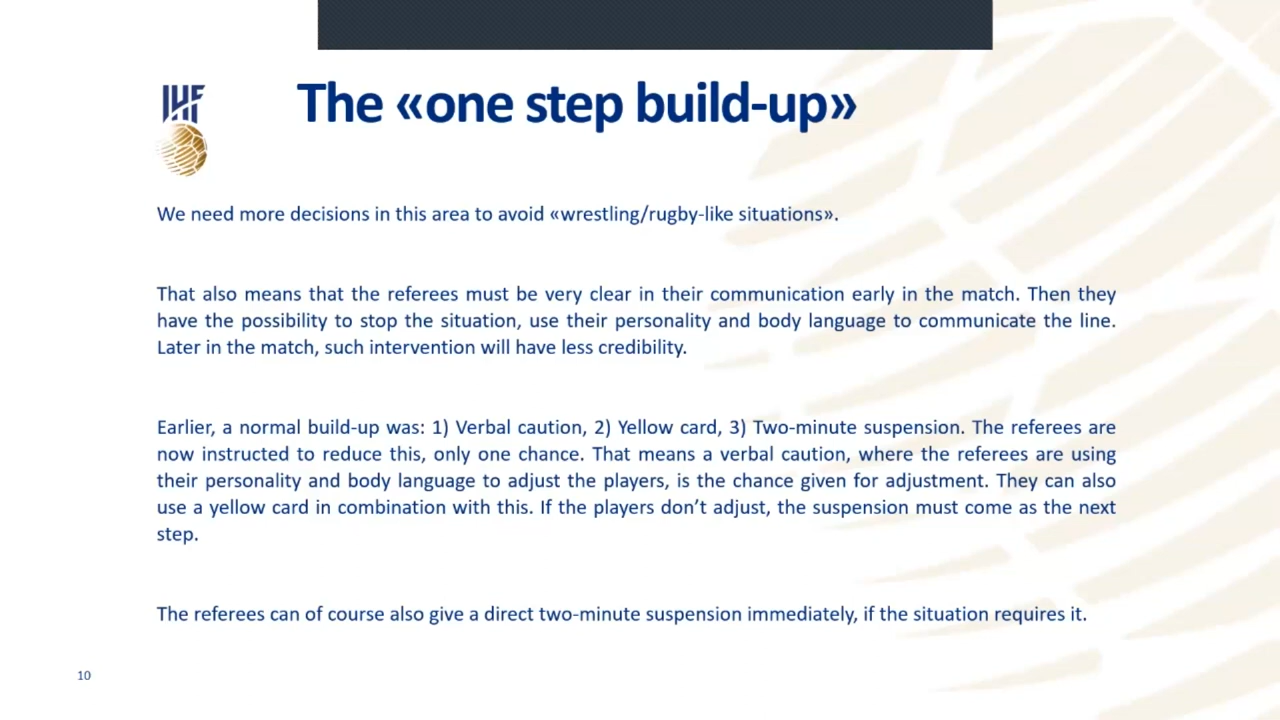 IHF
The «one step build-up»
We need more decisions in this area to avoid «wrestling/rugby-like situations».
That also means that the referees must be very clear in their communication early in the match. Then they
have the possibility to stop the situation, use their personality and body language to communicate the line.
Later in the match, such intervention will have less credibility.
Earlier, a normal build-up was: 1) Verbal caution, 2) Yellow card, 3) Two-minute suspension. The referees are
now instructed to reduce this, only one chance. That means a verbal caution, where the referees are using
their personality and body language to adjust the players, is the chance given for adjustment. They can also
use a yellow card in combination with this. If the players don’t adjust, the suspension must come as the next
step.
The referees can of course also give a direct two-minute suspension immediately, if the situation requires it.
10